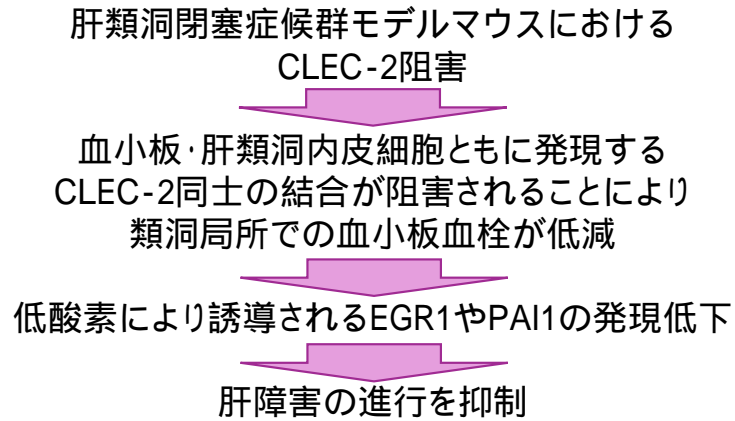 肝類洞閉塞症候群モデルマウスにおける
CLEC-2阻害
血小板・肝類洞内皮細胞ともに発現する
CLEC-2同士の結合が阻害されることにより
類洞局所での血小板血栓が低減
低酸素により誘導されるEGR1やPAI1の発現低下
肝障害の進行を抑制